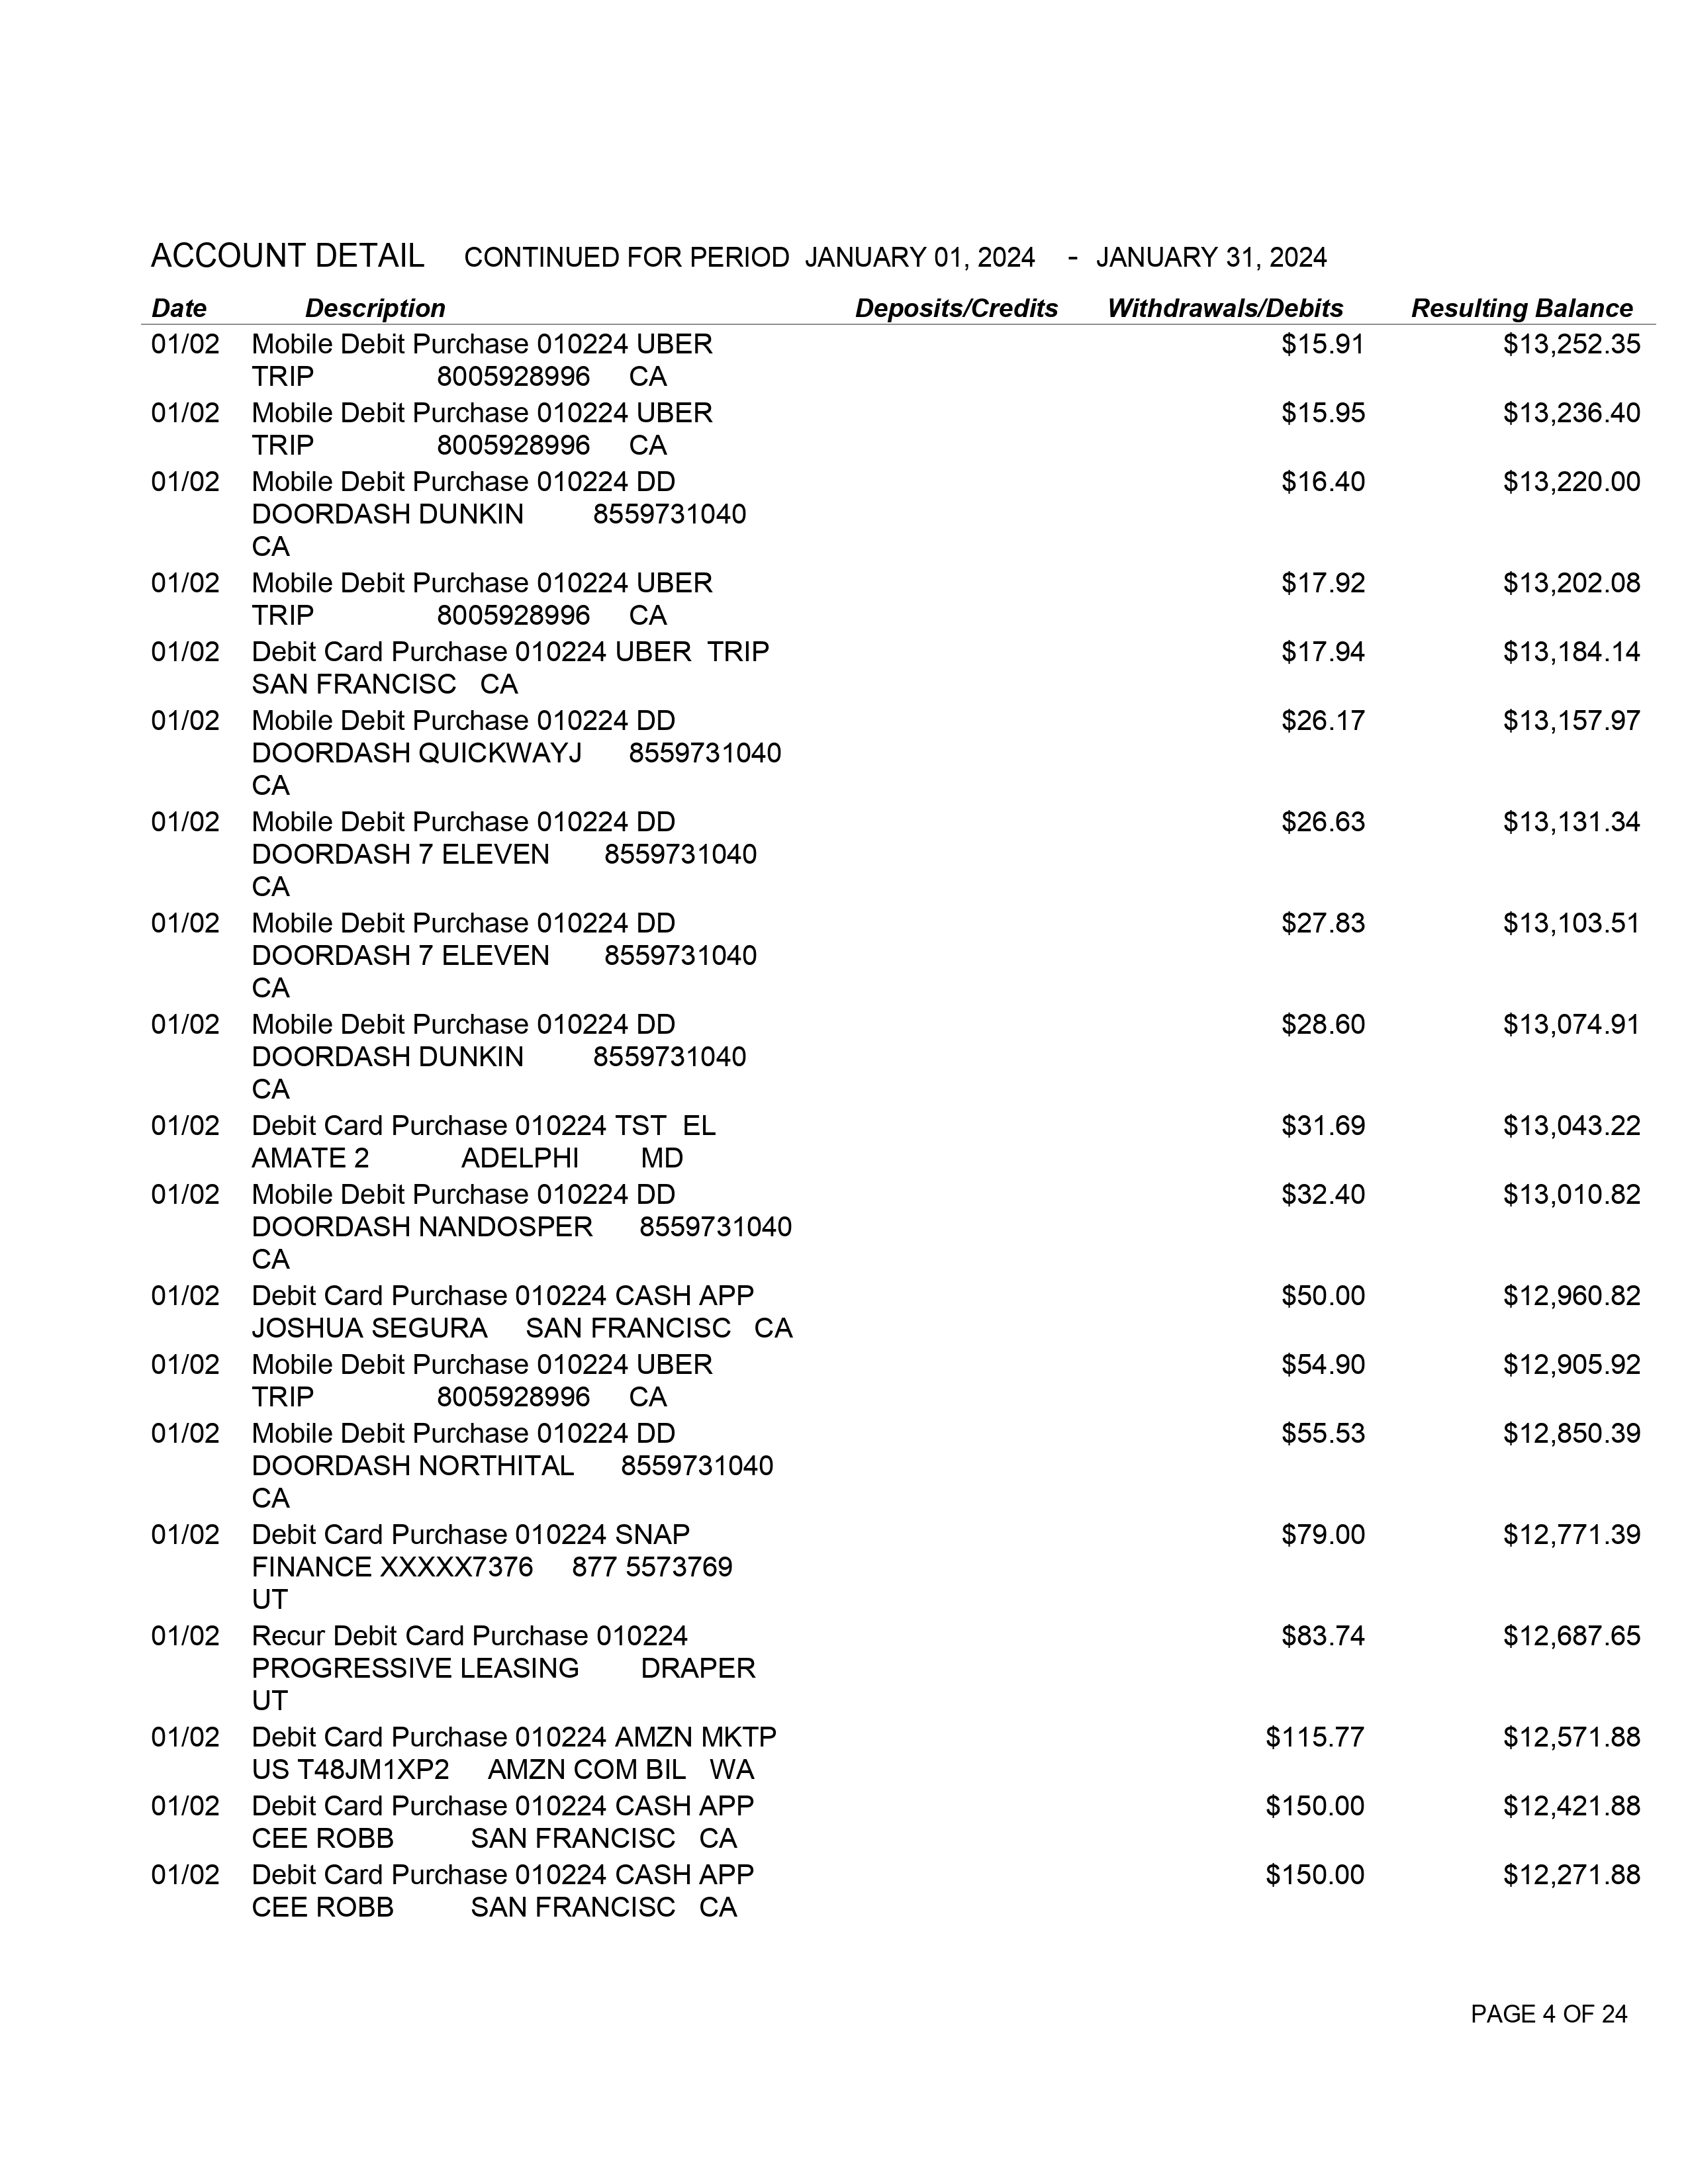 ACCOUNT DETAIL CONTINUED FOR PERIOD JANUARY 01, 2024 - JANUARY 31, 2024
Date Description Deposits/Credits Withdrawals/Debits Resulting Balance
01/02 Mobile Debit Purchase 010224 UBER $15.91 $13,252.35
TRIP 8005928996 CA
01/02 Mobile Debit Purchase 010224 UBER $15.95 $13,236.40
TRIP 8005928996 CA
01/02 Mobile Debit Purchase 010224 DD $16.40 $13,220.00
DOORDASH DUNKIN 8559731040
CA
01/02 Mobile Debit Purchase 010224 UBER $17.92 $13,202.08
TRIP 8005928996 CA
01/02 Debit Card Purchase 010224 UBER TRIP $17.94 $13,184.14
SAN FRANCISC CA
01/02 Mobile Debit Purchase 010224 DD $26.17 $13,157.97
DOORDASH QUICKWAYJ 8559731040
CA
01/02 Mobile Debit Purchase 010224 DD $26.63 $13,131.34
DOORDASH 7 ELEVEN 8559731040
CA
01/02 Mobile Debit Purchase 010224 DD $27.83 $13,103.51
DOORDASH 7 ELEVEN 8559731040
CA
01/02 Mobile Debit Purchase 010224 DD $28.60 $13,074.91
DOORDASH DUNKIN 8559731040
CA
01/02 Debit Card Purchase 010224 TST EL $31.69 $13,043.22
AMATE 2 ADELPHI MD
01/02 Mobile Debit Purchase 010224 DD $32.40 $13,010.82
DOORDASH NANDOSPER 8559731040
CA
01/02 Debit Card Purchase 010224 CASH APP $50.00 $12,960.82
JOSHUA SEGURA SAN FRANCISC CA
01/02 Mobile Debit Purchase 010224 UBER $54.90 $12,905.92
TRIP 8005928996 CA
01/02 Mobile Debit Purchase 010224 DD $55.53 $12,850.39
DOORDASH NORTHITAL 8559731040
CA
01/02 Debit Card Purchase 010224 SNAP $79.00 $12,771.39
FINANCE XXXXX7376 877 5573769
UT
01/02 Recur Debit Card Purchase 010224 $83.74 $12,687.65
PROGRESSIVE LEASING DRAPER
UT
01/02 Debit Card Purchase 010224 AMZN MKTP $115.77 $12,571.88
US T48JM1XP2 AMZN COM BIL WA
01/02 Debit Card Purchase 010224 CASH APP $150.00 $12,421.88
CEE ROBB SAN FRANCISC CA
01/02 Debit Card Purchase 010224 CASH APP $150.00 $12,271.88
CEE ROBB SAN FRANCISC CA
PAGE 4 OF 24